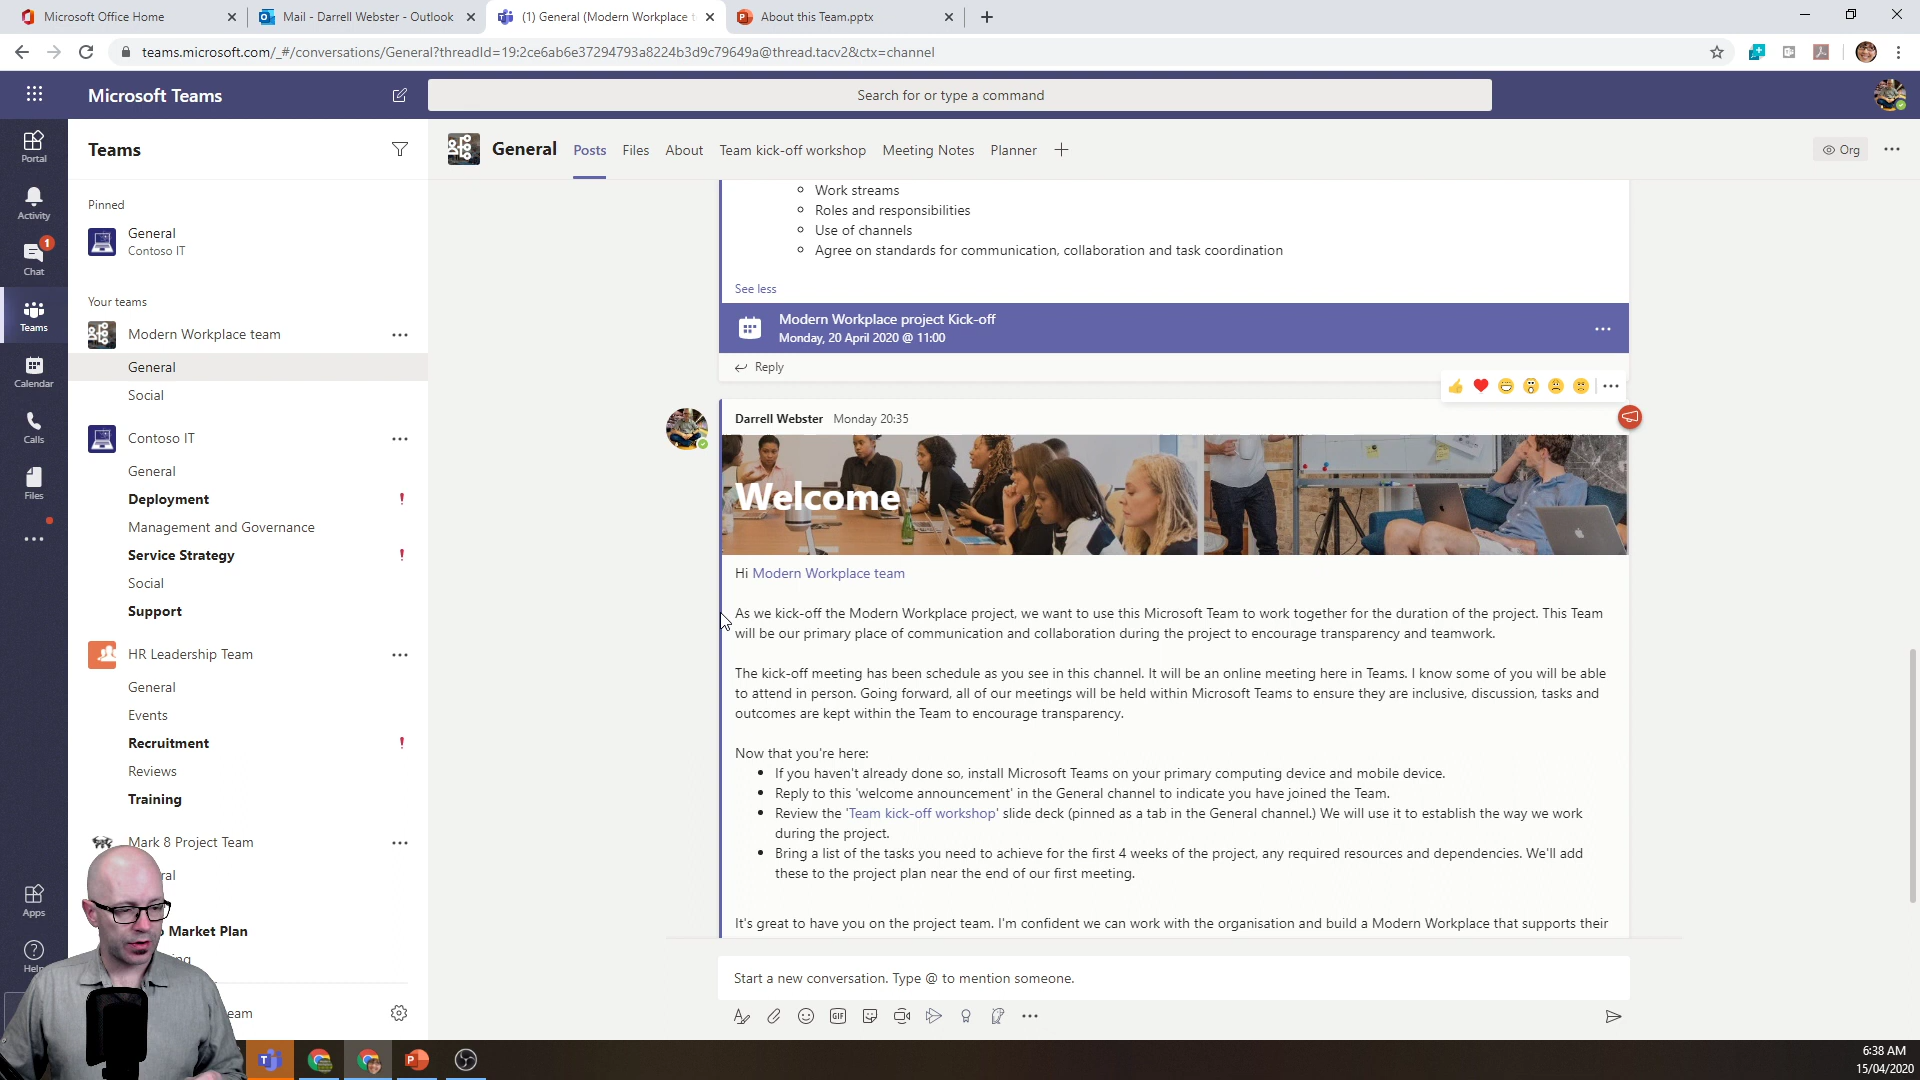 Microsoft Office Home
Mail - Darrell Webster - Outlook
(1) General (Modern Workplace t
About this Team.pptx
teams.microsoft.com/_#/conversations/General?threadId=19:2ce6ab6e37294793a8224b3d9c79649a@thread.tacv2&ctx=channel
Microsoft Teams
Search for or type a command
Portal
Activity
Chat
1
Teams
Calendar
Calls
Files
Apps
Help
Teams
Pinned
General
Contoso IT
Your teams
Modern Workplace team
General
Social
Contoso IT
General
Deployment !
Management and Governance
Service Strategy !
Social
Support
HR Leadership Team
General
Events
Recruitment !
Reviews
Training
Mark 8 Project Team
ral
Market Plan
ng
eam
General Posts Files About Team kick-off workshop Meeting Notes Planner
Org
Work streams
Roles and responsibilities
Use of channels
Agree on standards for communication, collaboration and task coordination
See less
Modern Workplace project Kick-off
Monday, 20 April 2020 @ 11:00
Reply
Darrell Webster Monday 20:35
Welcome
Hi Modern Workplace team
As we kick-off the Modern Workplace project, we want to use this Microsoft Team to work together for the duration of the project. This Team
will be our primary place of communication and collaboration during the project to encourage transparency and teamwork.
The kick-off meeting has been schedule as you see in this channel. It will be an online meeting here in Teams. I know some of you will be able
to attend in person. Going forward, all of our meetings will be held within Microsoft Teams to ensure they are inclusive, discussion, tasks and
outcomes are kept within the Team to encourage transparency.
Now that you're here:
If you haven't already done so, install Microsoft Teams on your primary computing device and mobile device.
Reply to this 'welcome announcement' in the General channel to indicate you have joined the Team.
Review the 'Team kick-off workshop' slide deck (pinned as a tab in the General channel.) We will use it to establish the way we work
during the project.
Bring a list of the tasks you need to achieve for the first 4 weeks of the project, any required resources and dependencies. We'll add
these to the project plan near the end of our first meeting.
It's great to have you on the project team. I'm confident we can work with the organisation and build a Modern Workplace that supports their
Start a new conversation. Type @ to mention someone.
GIF
6:38 AM
15/04/2020